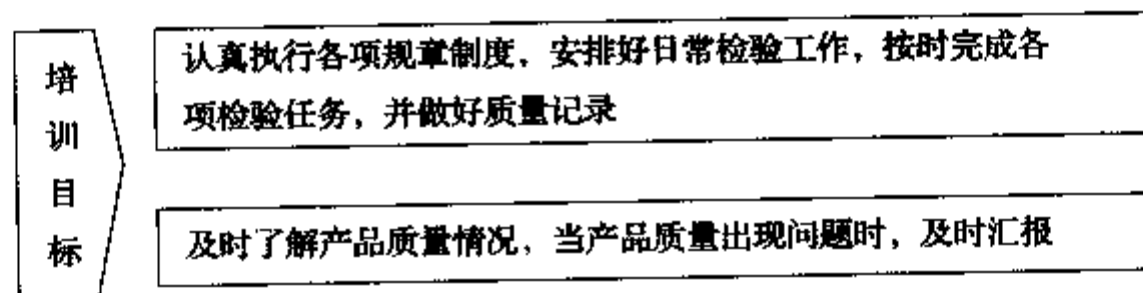 培训目标
认真执行各项规章制度，安排好日常检验工作，按时完成各
项检验任务，并做好质量记录
及时了解产品质量情况，当产品质量出现问题时，及时汇报